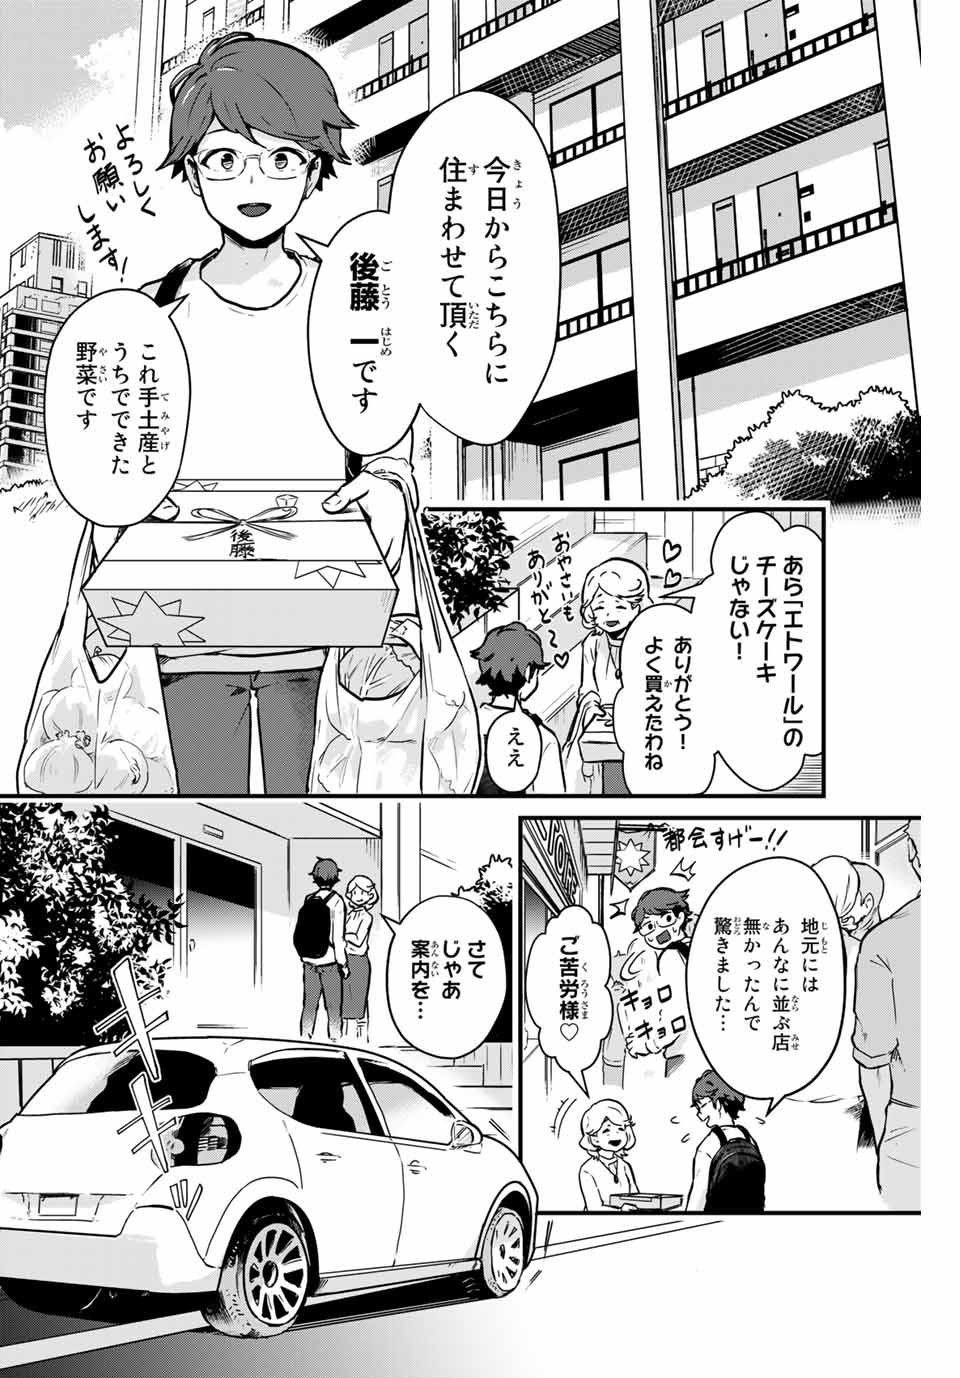 今日からこちらに
住まわせて頂く
後藤一です
よろしく
お願い
します!
これ手土産と
うちでできた
野菜です
後藤
あら「エトワール」の
チーズケーキ
じゃない!
ありがとう!
よく買えたわね
おやさいも
ありがと〜♡
ええ
都会すげー!!
地元には
あんなに並ぶ店
無かったんで
驚きました…
キョロ
キョロ
ご苦労様♡
さて
じゃあ
案内を…